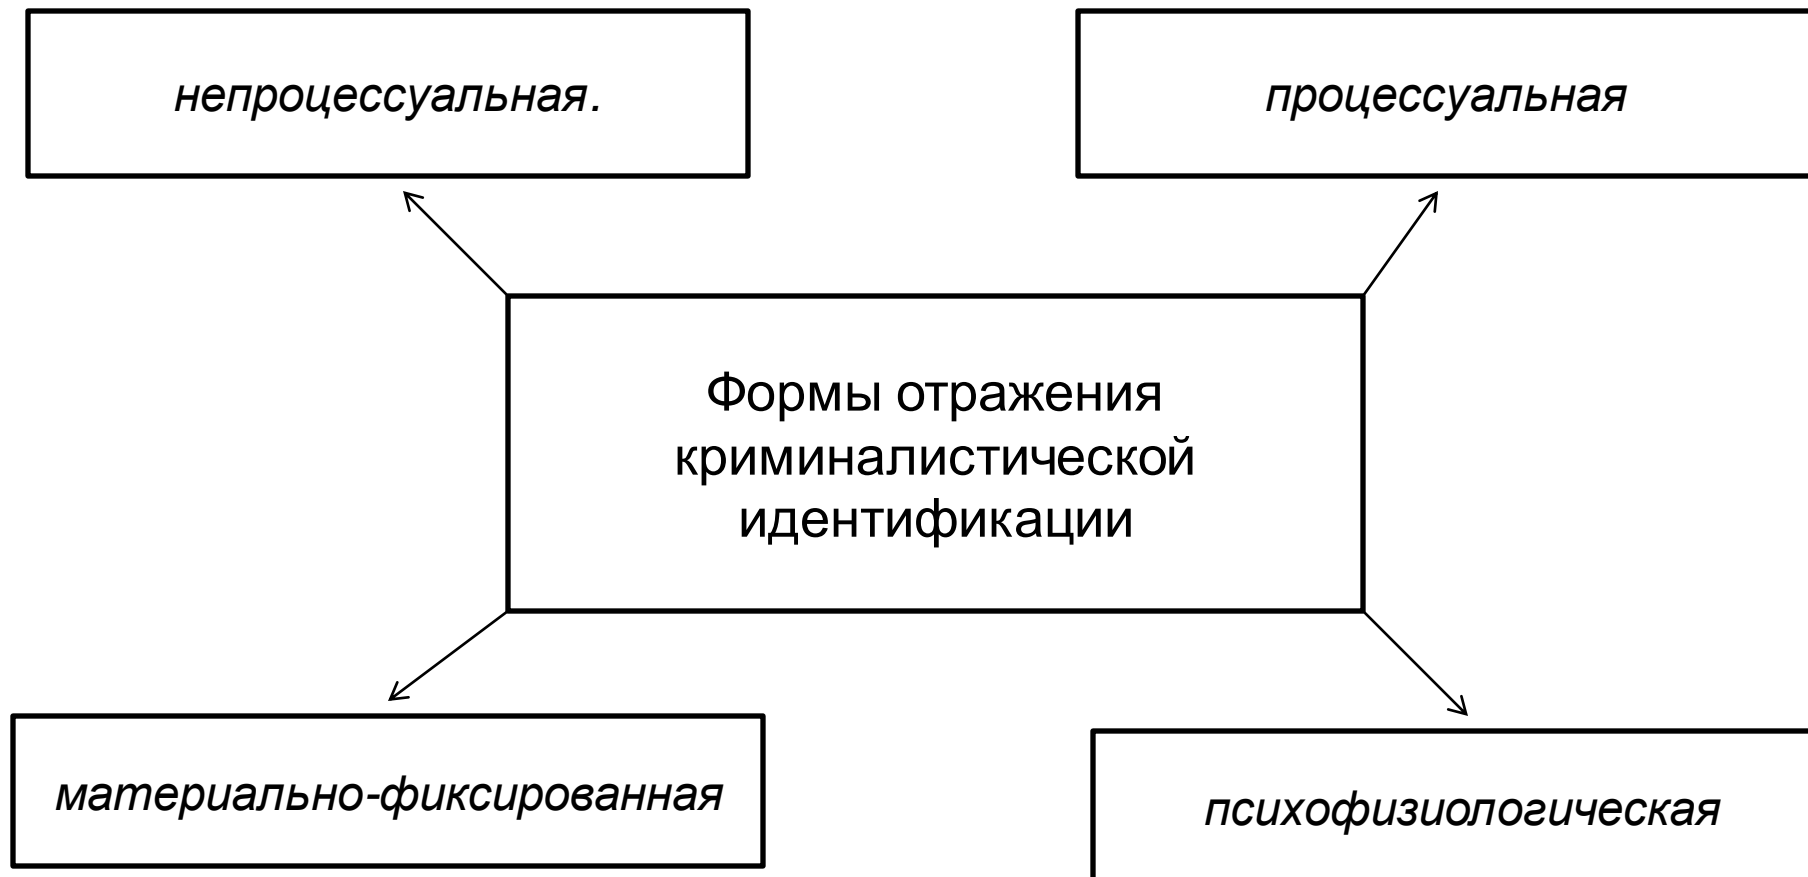 непроцессуальная.
процессуальная
Формы отражения
криминалистической
идентификации
материально-фиксированная
психофизиологическая